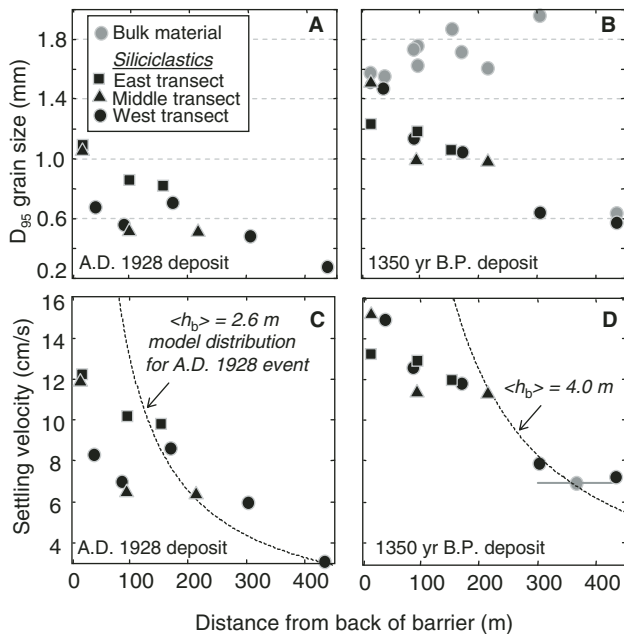 A
Bulk material
Siliciclastics
East transect
Middle transect
West transect
A.D. 1928 deposit
B
1350 yr B.P. deposit
D95 grain size (mm)
1.8
1.4
1.0
0.6
0.2
C
<hb> = 2.6 m
model distribution
for A.D. 1928 event
A.D. 1928 deposit
D
<hb> = 4.0 m
1350 yr B.P. deposit
Settling velocity (cm/s)
16
14
12
10
8
6
4
0 100 200 300 400
0 100 200 300 400
Distance from back of barrier (m)